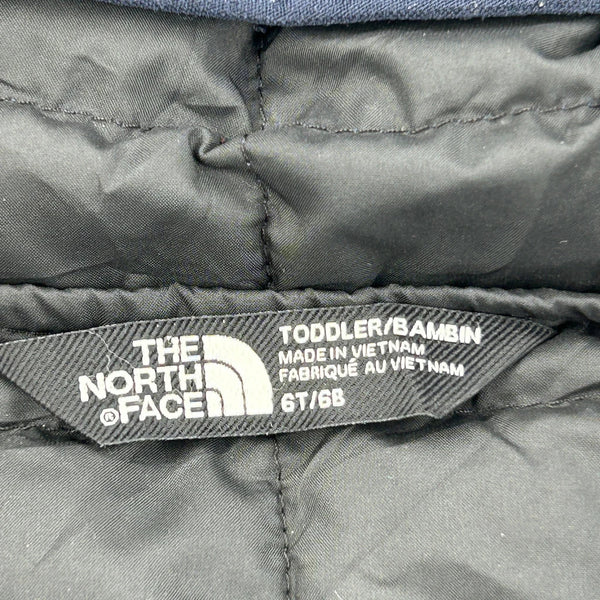 THE
NORTH
®FACE
TODDLER/BAMBIN
MADE IN VIETNAM
FABRIQUÉ AU VIETNAM
6T/6B